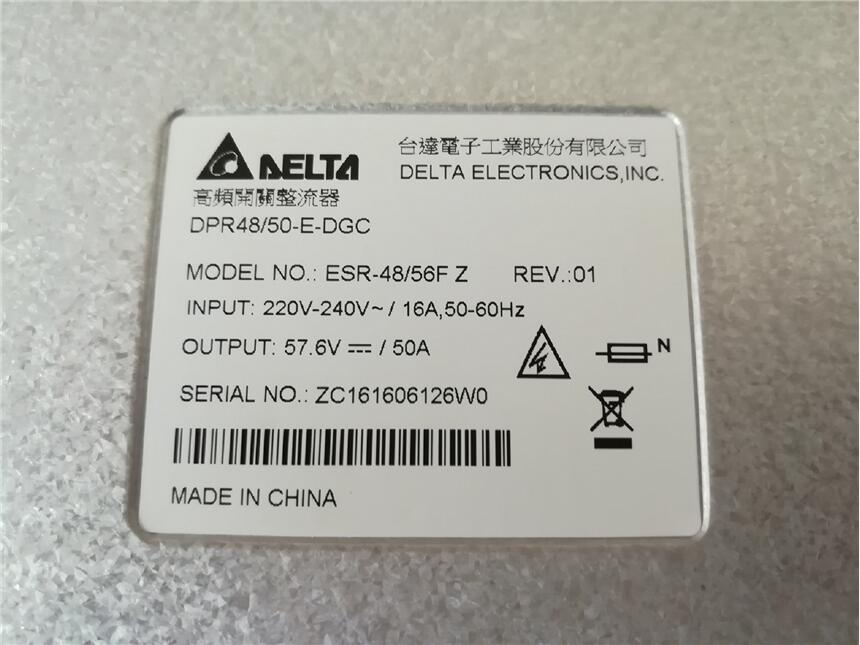 DELTA
台達電子工業股份有限公司
DELTA ELECTRONICS,INC.
高頻開關整流器
DPR48/50-E-DGC
MODEL NO.: ESR-48/56F Z REV.:01
INPUT: 220V-240V~ / 16A,50-60Hz
OUTPUT: 57.6V ⎓ / 50A
N
SERIAL NO.: ZC161606126W0
MADE IN CHINA